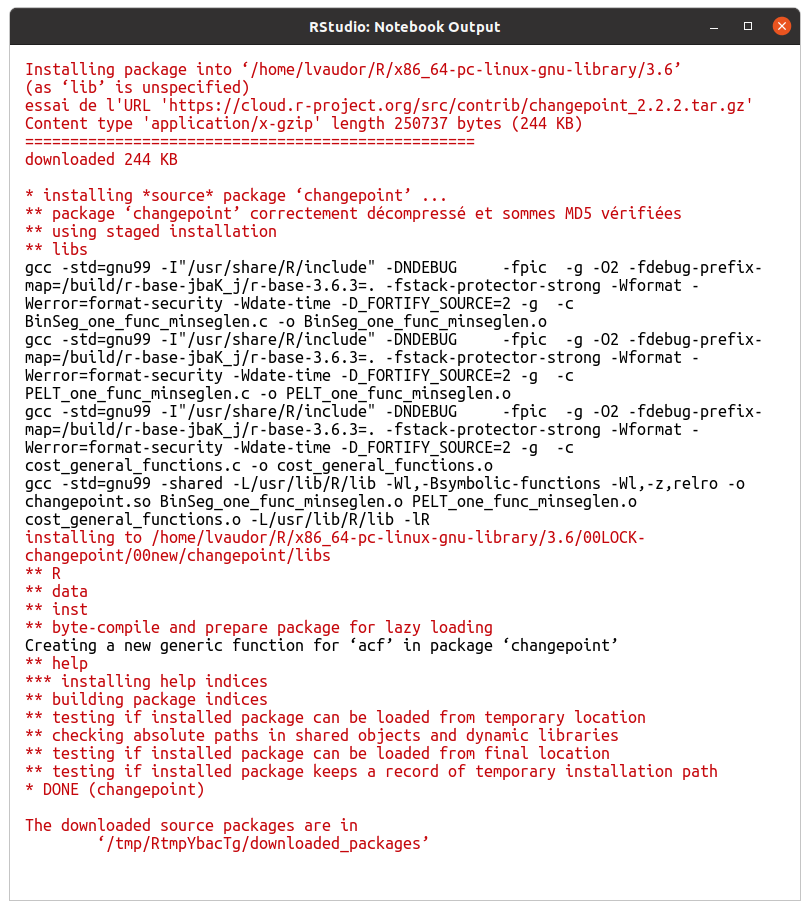 RStudio: Notebook Output
Installing package into ‘/home/lvaudor/R/x86_64-pc-linux-gnu-library/3.6’
(as ‘lib’ is unspecified)
essai de l'URL 'https://cloud.r-project.org/src/contrib/changepoint_2.2.2.tar.gz'
Content type 'application/x-gzip' length 250737 bytes (244 KB)
==================================================
downloaded 244 KB
* installing *source* package ‘changepoint’ ...
** package ‘changepoint’ correctement décompressé et sommes MD5 vérifiées
** using staged installation
** libs
gcc -std=gnu99 -I"/usr/share/R/include" -DNDEBUG     -fpic  -g -O2 -fdebug-prefix-
map=/build/r-base-jbaK_j/r-base-3.6.3=. -fstack-protector-strong -Wformat -
Werror=format-security -Wdate-time -D_FORTIFY_SOURCE=2 -g  -c
BinSeg_one_func_minseglen.c -o BinSeg_one_func_minseglen.o
gcc -std=gnu99 -I"/usr/share/R/include" -DNDEBUG     -fpic  -g -O2 -fdebug-prefix-
map=/build/r-base-jbaK_j/r-base-3.6.3=. -fstack-protector-strong -Wformat -
Werror=format-security -Wdate-time -D_FORTIFY_SOURCE=2 -g  -c
PELT_one_func_minseglen.c -o PELT_one_func_minseglen.o
gcc -std=gnu99 -I"/usr/share/R/include" -DNDEBUG     -fpic  -g -O2 -fdebug-prefix-
map=/build/r-base-jbaK_j/r-base-3.6.3=. -fstack-protector-strong -Wformat -
Werror=format-security -Wdate-time -D_FORTIFY_SOURCE=2 -g  -c
cost_general_functions.c -o cost_general_functions.o
gcc -std=gnu99 -shared -L/usr/lib/R/lib -Wl,-Bsymbolic-functions -Wl,-z,relro -o
changepoint.so BinSeg_one_func_minseglen.o PELT_one_func_minseglen.o
cost_general_functions.o -L/usr/lib/R/lib -lR
installing to /home/lvaudor/R/x86_64-pc-linux-gnu-library/3.6/00LOCK-
changepoint/00new/changepoint/libs
** R
** data
** inst
** byte-compile and prepare package for lazy loading
Creating a new generic function for ‘acf’ in package ‘changepoint’
** help
*** installing help indices
** building package indices
** testing if installed package can be loaded from temporary location
** checking absolute paths in shared objects and dynamic libraries
** testing if installed package can be loaded from final location
** testing if installed package keeps a record of temporary installation path
* DONE (changepoint)
The downloaded source packages are in
‘/tmp/RtmpYbacTg/downloaded_packages’